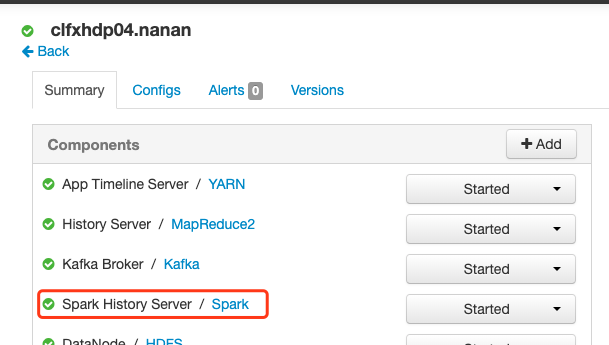 clfxhdp04.nanan
Back
Summary Configs Alerts 0 Versions
Components Add
App Timeline Server / YARN Started
History Server / MapReduce2 Started
Kafka Broker / Kafka Started
Spark History Server / Spark Started
DataNode / HDFS